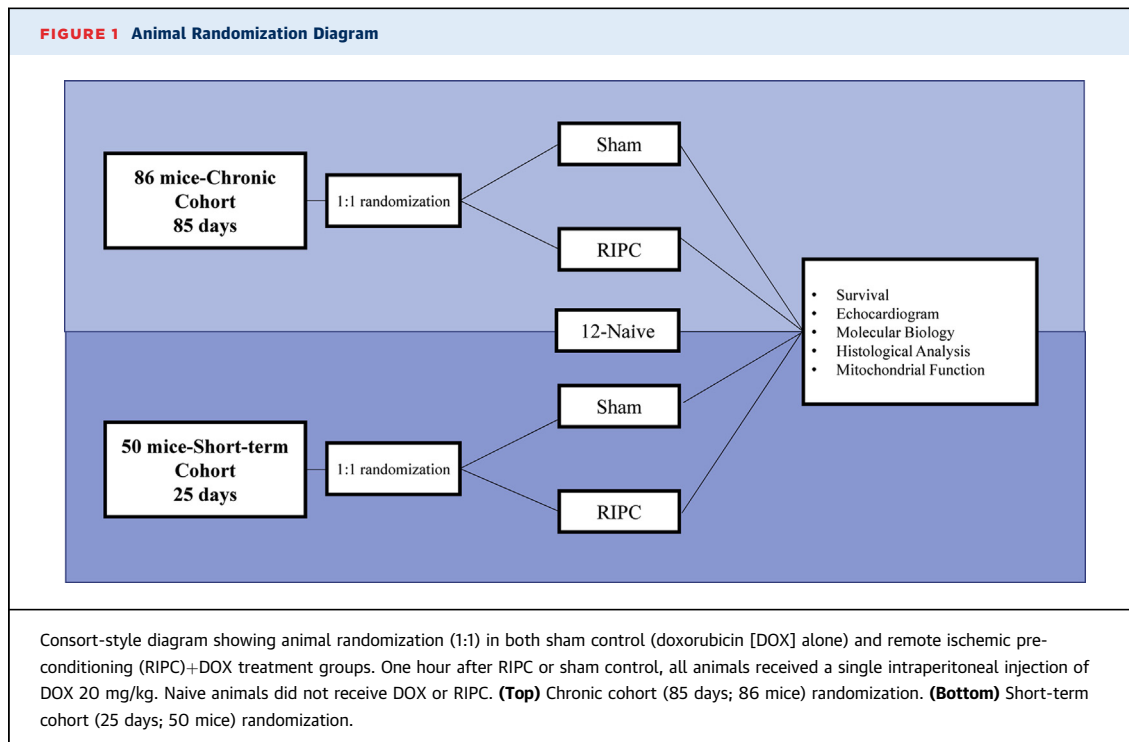 FIGURE 1 Animal Randomization Diagram
86 mice-Chronic
Cohort
85 days
1:1 randomization
Sham
RIPC
12-Naive
50 mice-Short-term
Cohort
25 days
1:1 randomization
Sham
RIPC
• Survival
• Echocardiogram
• Molecular Biology
• Histological Analysis
• Mitochondrial Function
Consort-style diagram showing animal randomization (1:1) in both sham control (doxorubicin [DOX] alone) and remote ischemic pre-
conditioning (RIPC)+DOX treatment groups. One hour after RIPC or sham control, all animals received a single intraperitoneal injection of
DOX 20 mg/kg. Naive animals did not receive DOX or RIPC. (Top) Chronic cohort (85 days; 86 mice) randomization. (Bottom) Short-term
cohort (25 days; 50 mice) randomization.